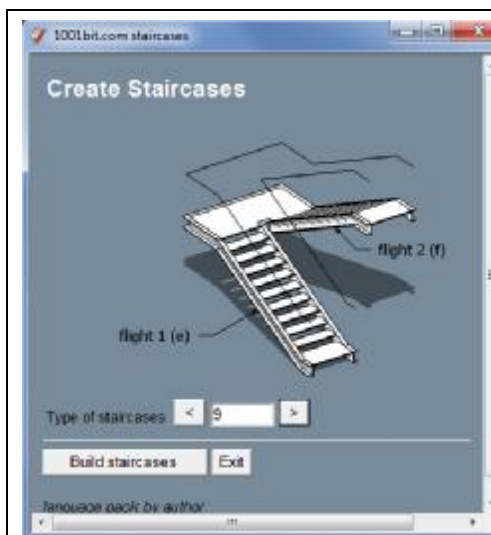 1001bit.com staircases
Create Staircases
flight 2 (f)
flight 1 (e)
Type of staircases < 9 >
Build staircases Exit
language pack by author